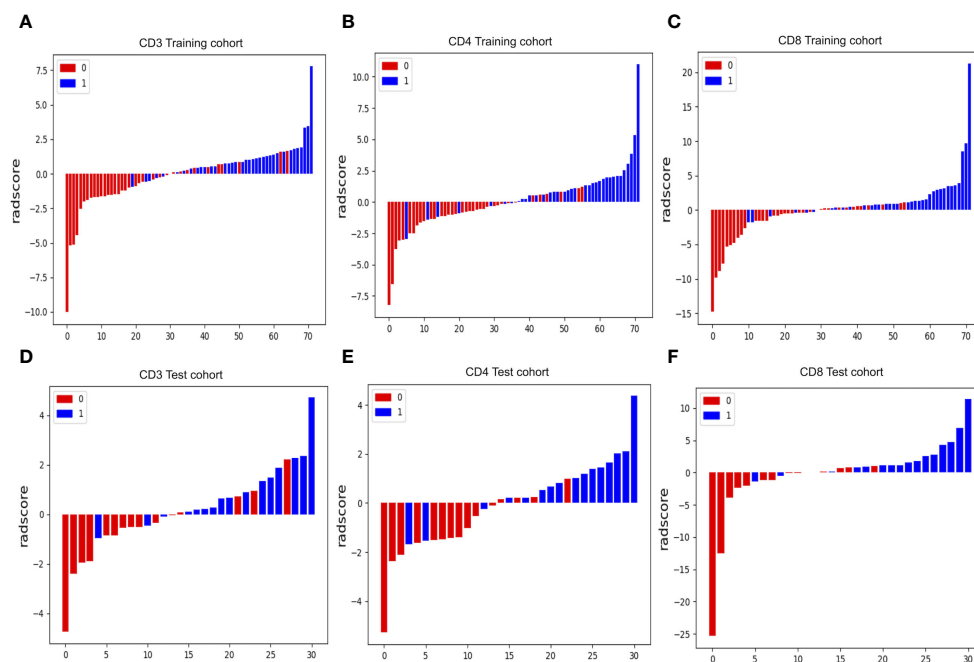 A
CD3 Training cohort
0
1
radscore
7.5
5.0
2.5
0.0
−2.5
−5.0
−7.5
−10.0
0 10 20 30 40 50 60 70
B
CD4 Training cohort
0
1
radscore
10.0
7.5
5.0
2.5
0.0
−2.5
−5.0
−7.5
0 10 20 30 40 50 60 70
C
CD8 Training cohort
0
1
radscore
20
15
10
5
0
−5
−10
−15
0 10 20 30 40 50 60 70
D
CD3 Test cohort
0
1
radscore
4
2
0
−2
−4
0 5 10 15 20 25 30
E
CD4 Test cohort
0
1
radscore
4
2
0
−2
−4
0 5 10 15 20 25 30
F
CD8 Test cohort
0
1
radscore
10
5
0
−5
−10
−15
−20
−25
0 5 10 15 20 25 30